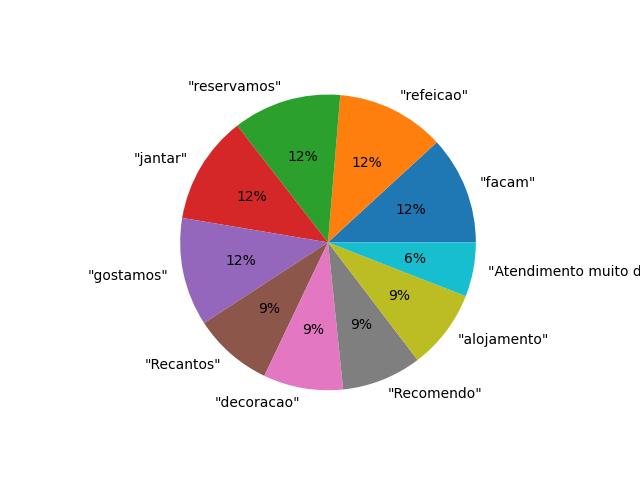 "reservamos"
"refeicao"
"jantar"
12%
12%
"facam"
12%
12%
"gostamos"
12%
6%
"Atendimento muito d
9%
9%
9%
9%
"Recantos"
"alojamento"
"decoracao"
"Recomendo"